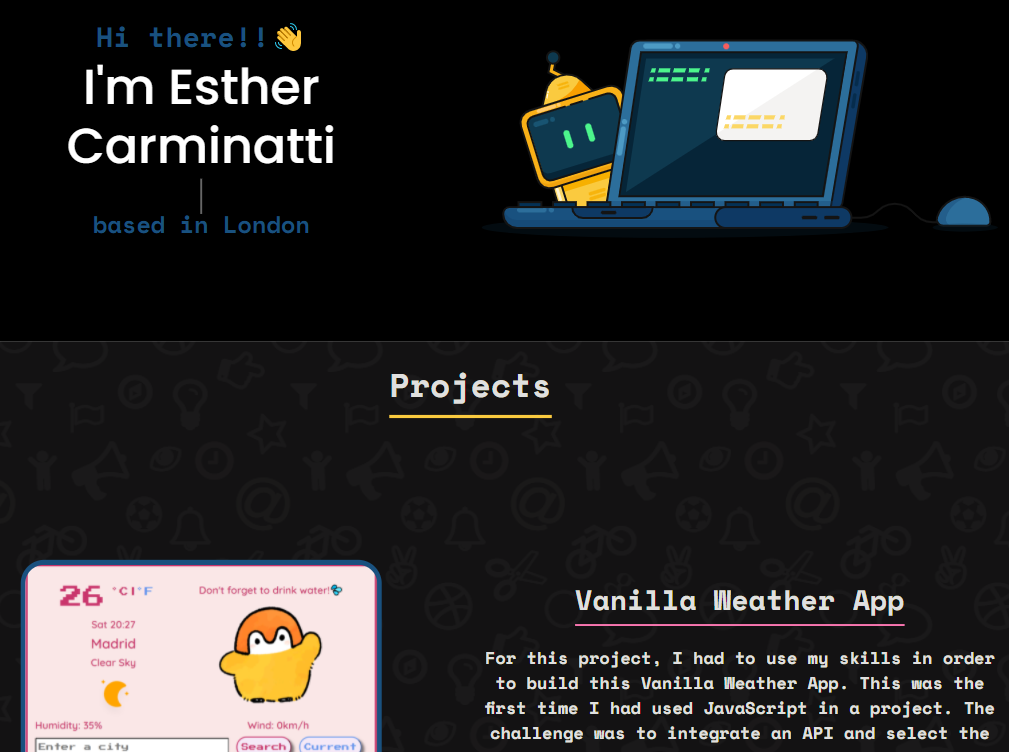 Hi there!!👋
I'm Esther
Carminatti
based in London
Projects
26 °C|°F
Don't forget to drink water!
Sat 20:27
Madrid
Clear Sky
Humidity: 35%
Wind: 0km/h
Enter a city
Search
Current
Vanilla Weather App
For this project, I had to use my skills in order
to build this Vanilla Weather App. This was the
first time I had used JavaScript in a project. The
challenge was to integrate an API and select the